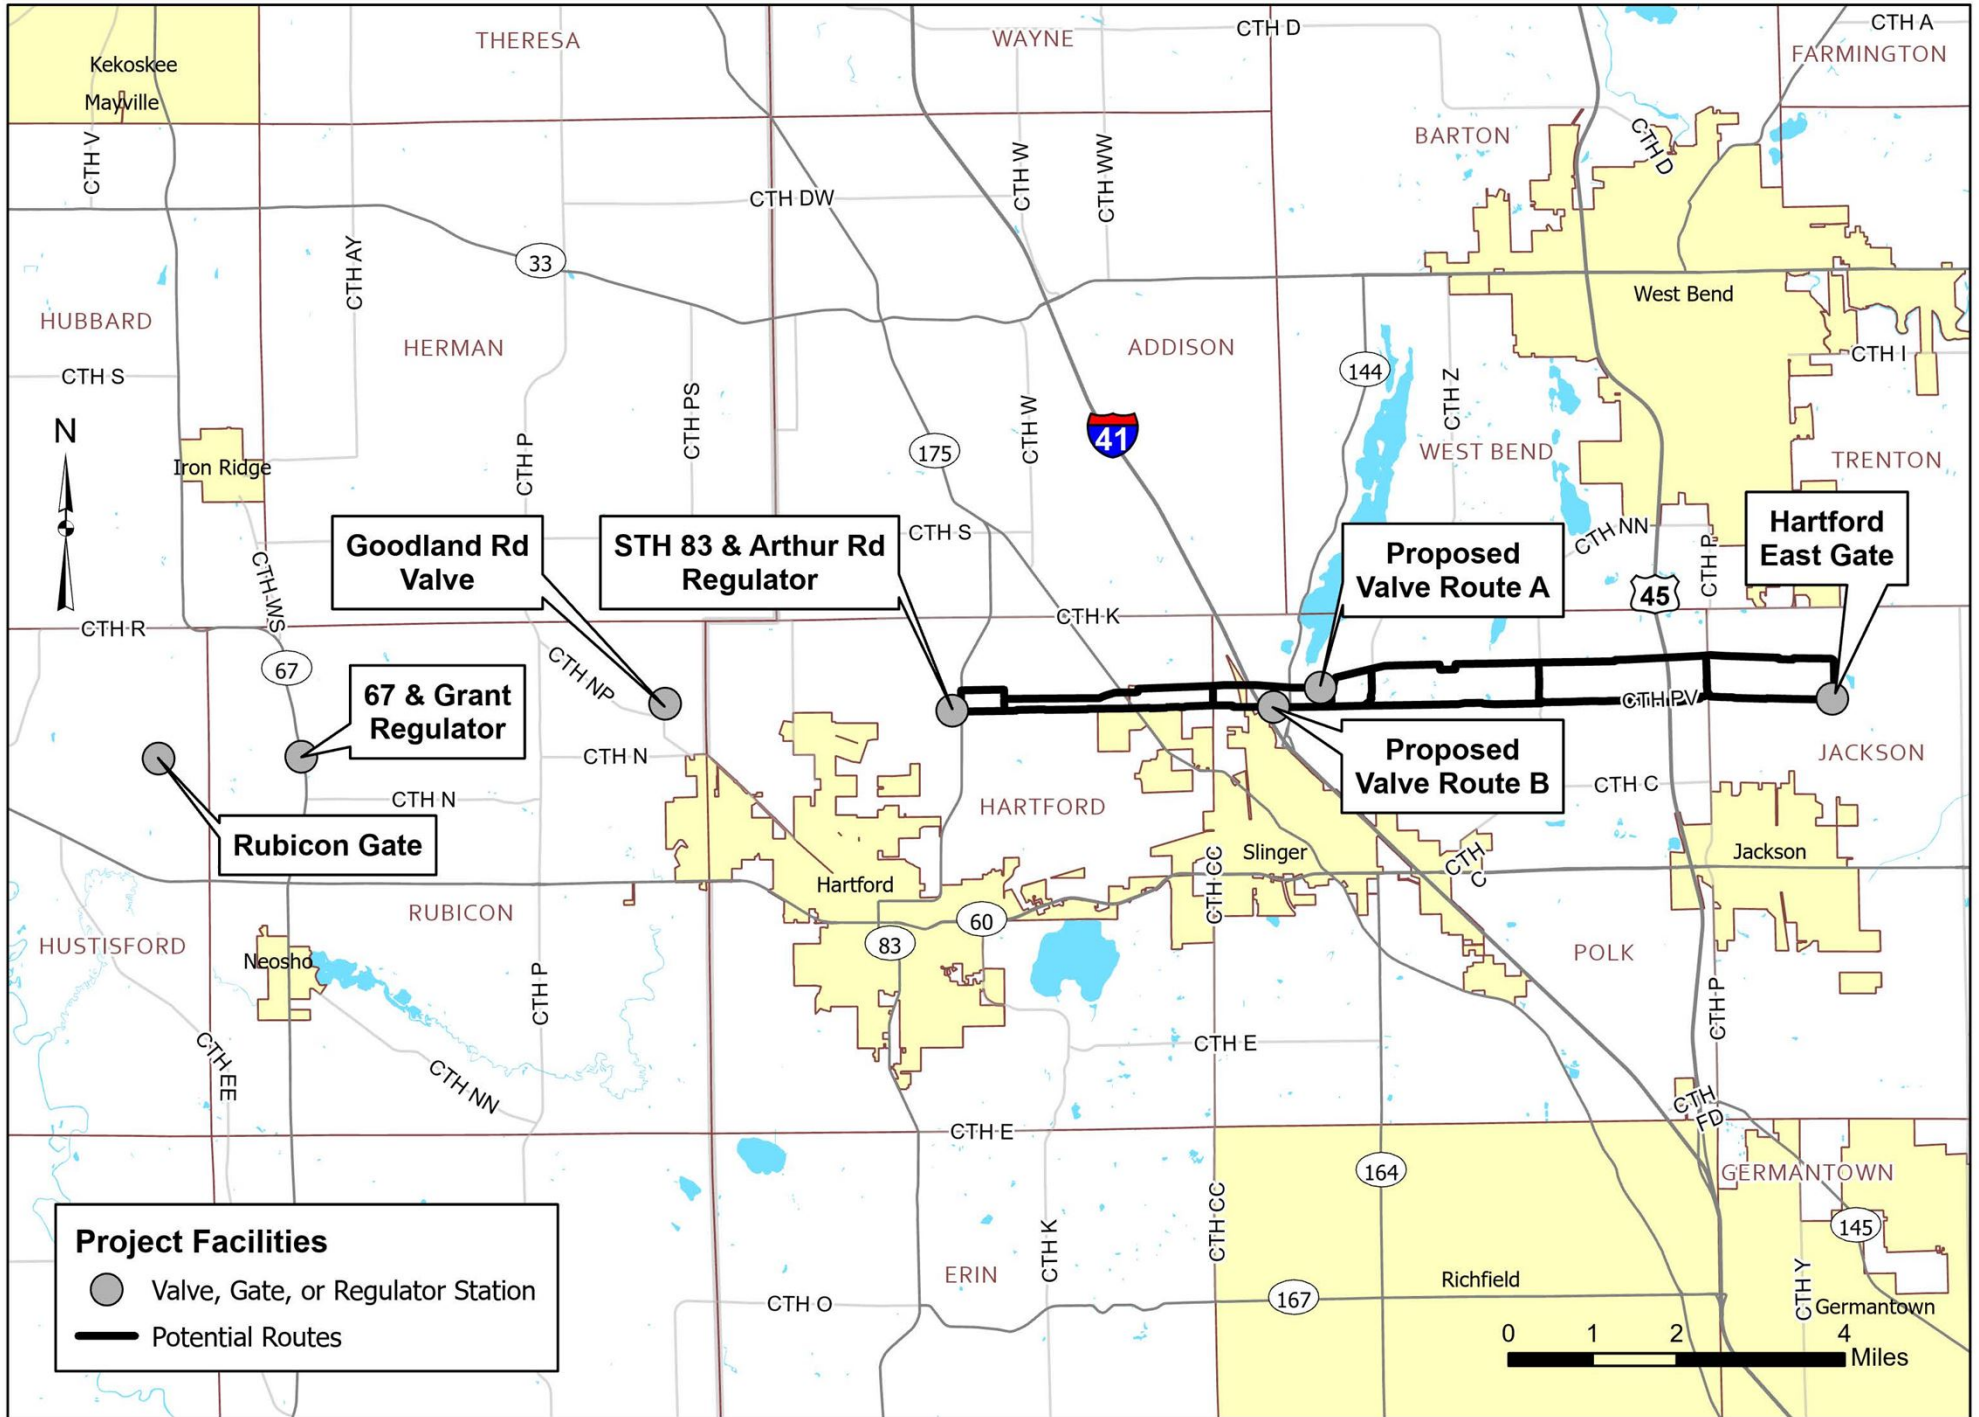 CTH A
THERESA
WAYNE
CTH D
FARMINGTON
Kekoskee
Mayville
BARTON
CTH D
CTH V
CTH W
CTH WW
CTH DW
CTH AY
33
West Bend
HUBBARD
HERMAN
ADDISON
CTH I
CTH S
144
CTH Z
CTH PS
CTH W
41
CTH P
175
WEST BEND
TRENTON
Iron Ridge
N
Goodland Rd
Valve
STH 83 & Arthur Rd
Regulator
CTH S
Proposed
Valve Route A
CTH NN
CTH P
Hartford
East Gate
CTH WS
45
CTH R
CTH K
67
CTH NP
67 & Grant
Regulator
CTH PV
Proposed
Valve Route B
JACKSON
CTH N
CTH C
CTH N
HARTFORD
Rubicon Gate
Slinger
Jackson
CTH
C
Hartford
CTH CC
RUBICON
60
HUSTISFORD
83
POLK
Neosho
CTH P
CTH P
CTH E
CTH EE
CTH NN
CTH
FD
CTH E
164
GERMANTOWN
CTH CC
145
CTH K
Project Facilities
Valve, Gate, or Regulator Station
Potential Routes
ERIN
Richfield
CTH Y
CTH O
167
Germantown
0 1 2 4
Miles